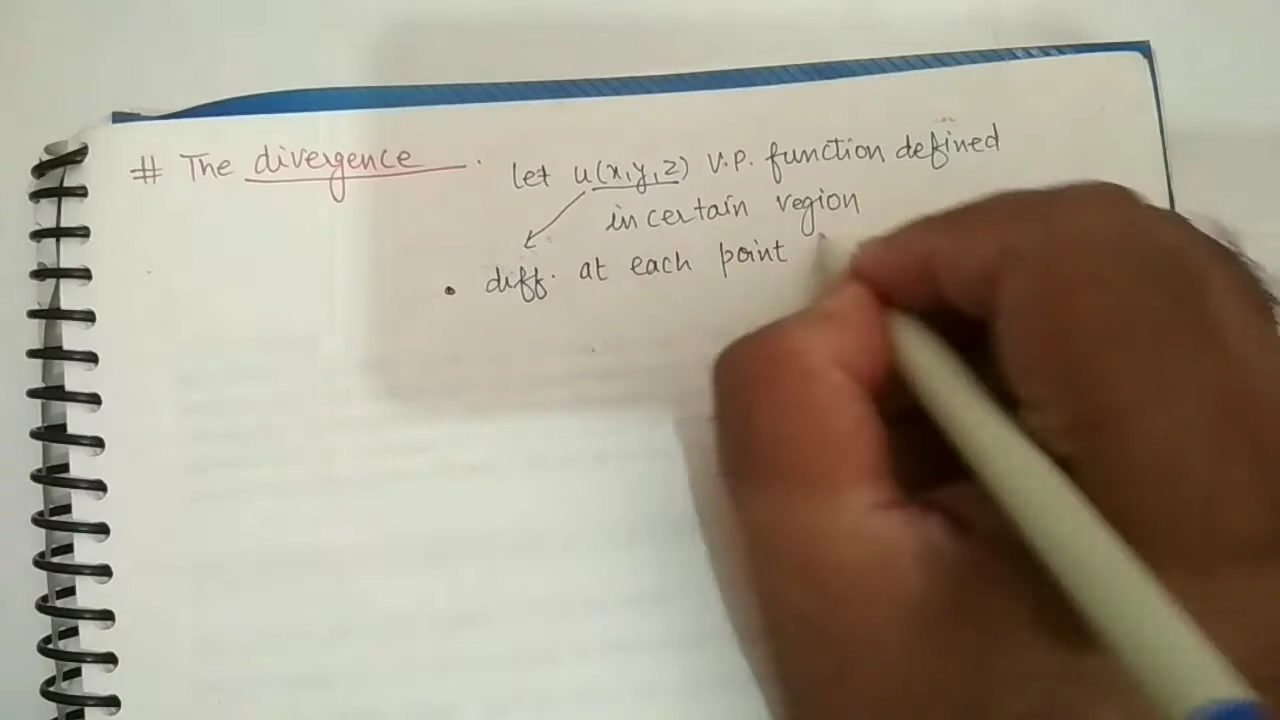 # The divergence .
let u(x,y,z) V.P. function defined
in certain region
• diff. at each point